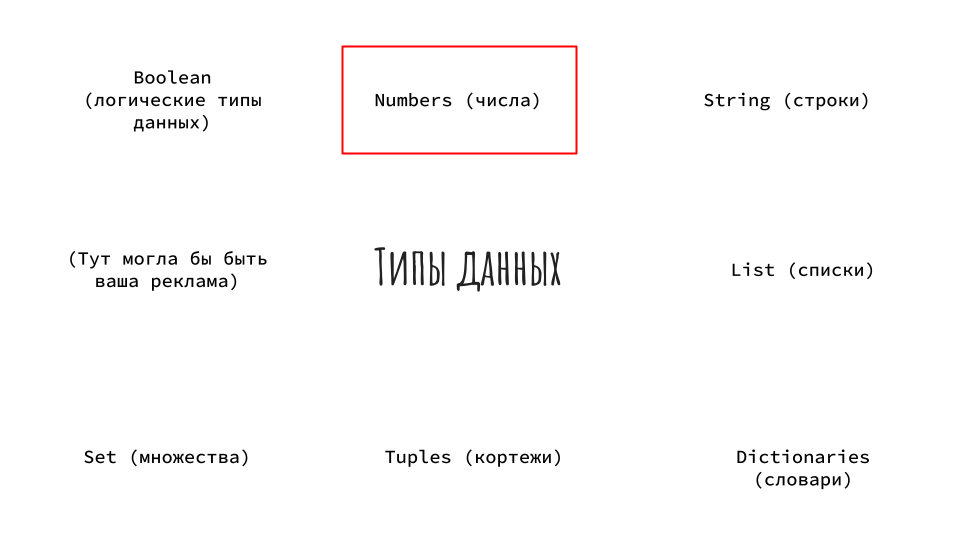 Boolean
(логические типы
данных)
Numbers (числа)
String (строки)
(Тут могла бы быть
ваша реклама)
Типы данных
List (списки)
Set (множества)
Tuples (кортежи)
Dictionaries
(словари)